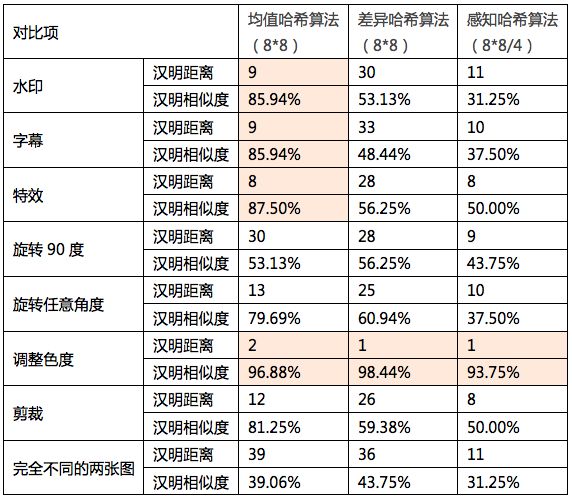 对比项 均值哈希算法（8*8） 差异哈希算法（8*8） 感知哈希算法（8*8/4）
水印 汉明距离 9 30 11
汉明相似度 85.94% 53.13% 31.25%
字幕 汉明距离 9 33 10
汉明相似度 85.94% 48.44% 37.50%
特效 汉明距离 8 28 8
汉明相似度 87.50% 56.25% 50.00%
旋转 90 度 汉明距离 30 28 9
汉明相似度 53.13% 56.25% 43.75%
旋转任意角度 汉明距离 13 25 10
汉明相似度 79.69% 60.94% 37.50%
调整色度 汉明距离 2 1 1
汉明相似度 96.88% 98.44% 93.75%
剪裁 汉明距离 12 26 8
汉明相似度 81.25% 59.38% 50.00%
完全不同的两张图 汉明距离 39 36 11
汉明相似度 39.06% 43.75% 31.25%